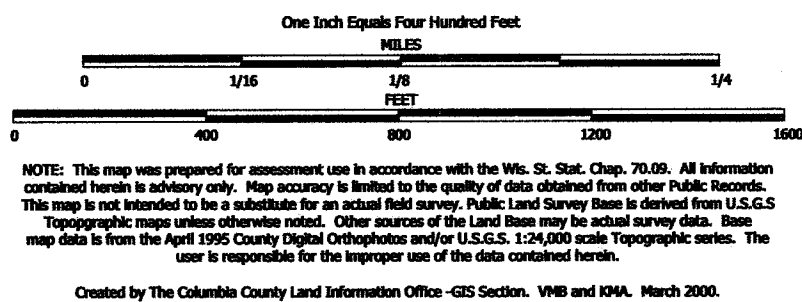 One Inch Equals Four Hundred Feet
MILES
0 1/16 1/8 1/4
FEET
0 400 800 1200 1600
NOTE: This map was prepared for assessment use in accordance with the Wis. St. Stat. Chap. 70.09. All information
contained herein is advisory only. Map accuracy is limited to the quality of data obtained from other Public Records.
This map is not intended to be a substitute for an actual field survey. Public Land Survey Base is derived from U.S.G.S
Topopgraphic maps unless otherwise noted. Other sources of the Land Base may be actual survey data. Base
map data is from the April 1995 County Digital Orthophotos and/or U.S.G.S. 1:24,000 scale Topographic series. The
user is responsible for the improper use of the data contained herein.
Created by The Columbia County Land Information Office -GIS Section. VMB and KMA. March 2000.